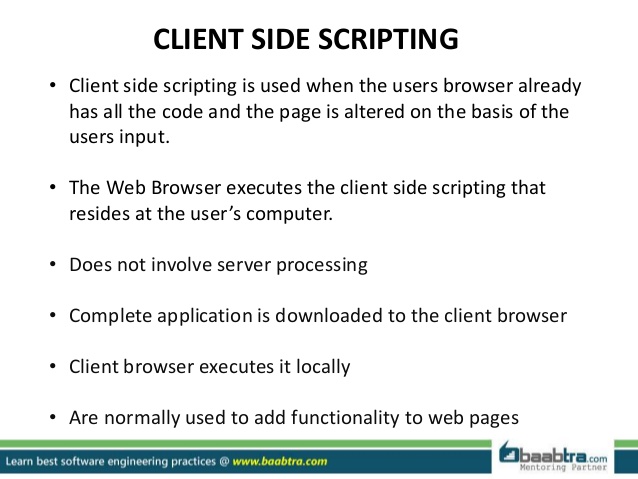 CLIENT SIDE SCRIPTING
• Client side scripting is used when the users browser already
has all the code and the page is altered on the basis of the
users input.
• The Web Browser executes the client side scripting that
resides at the user’s computer.
• Does not involve server processing
• Complete application is downloaded to the client browser
• Client browser executes it locally
• Are normally used to add functionality to web pages
Learn best software engineering practices @ www.baabtra.com
baabtra.com
Mentoring Partner